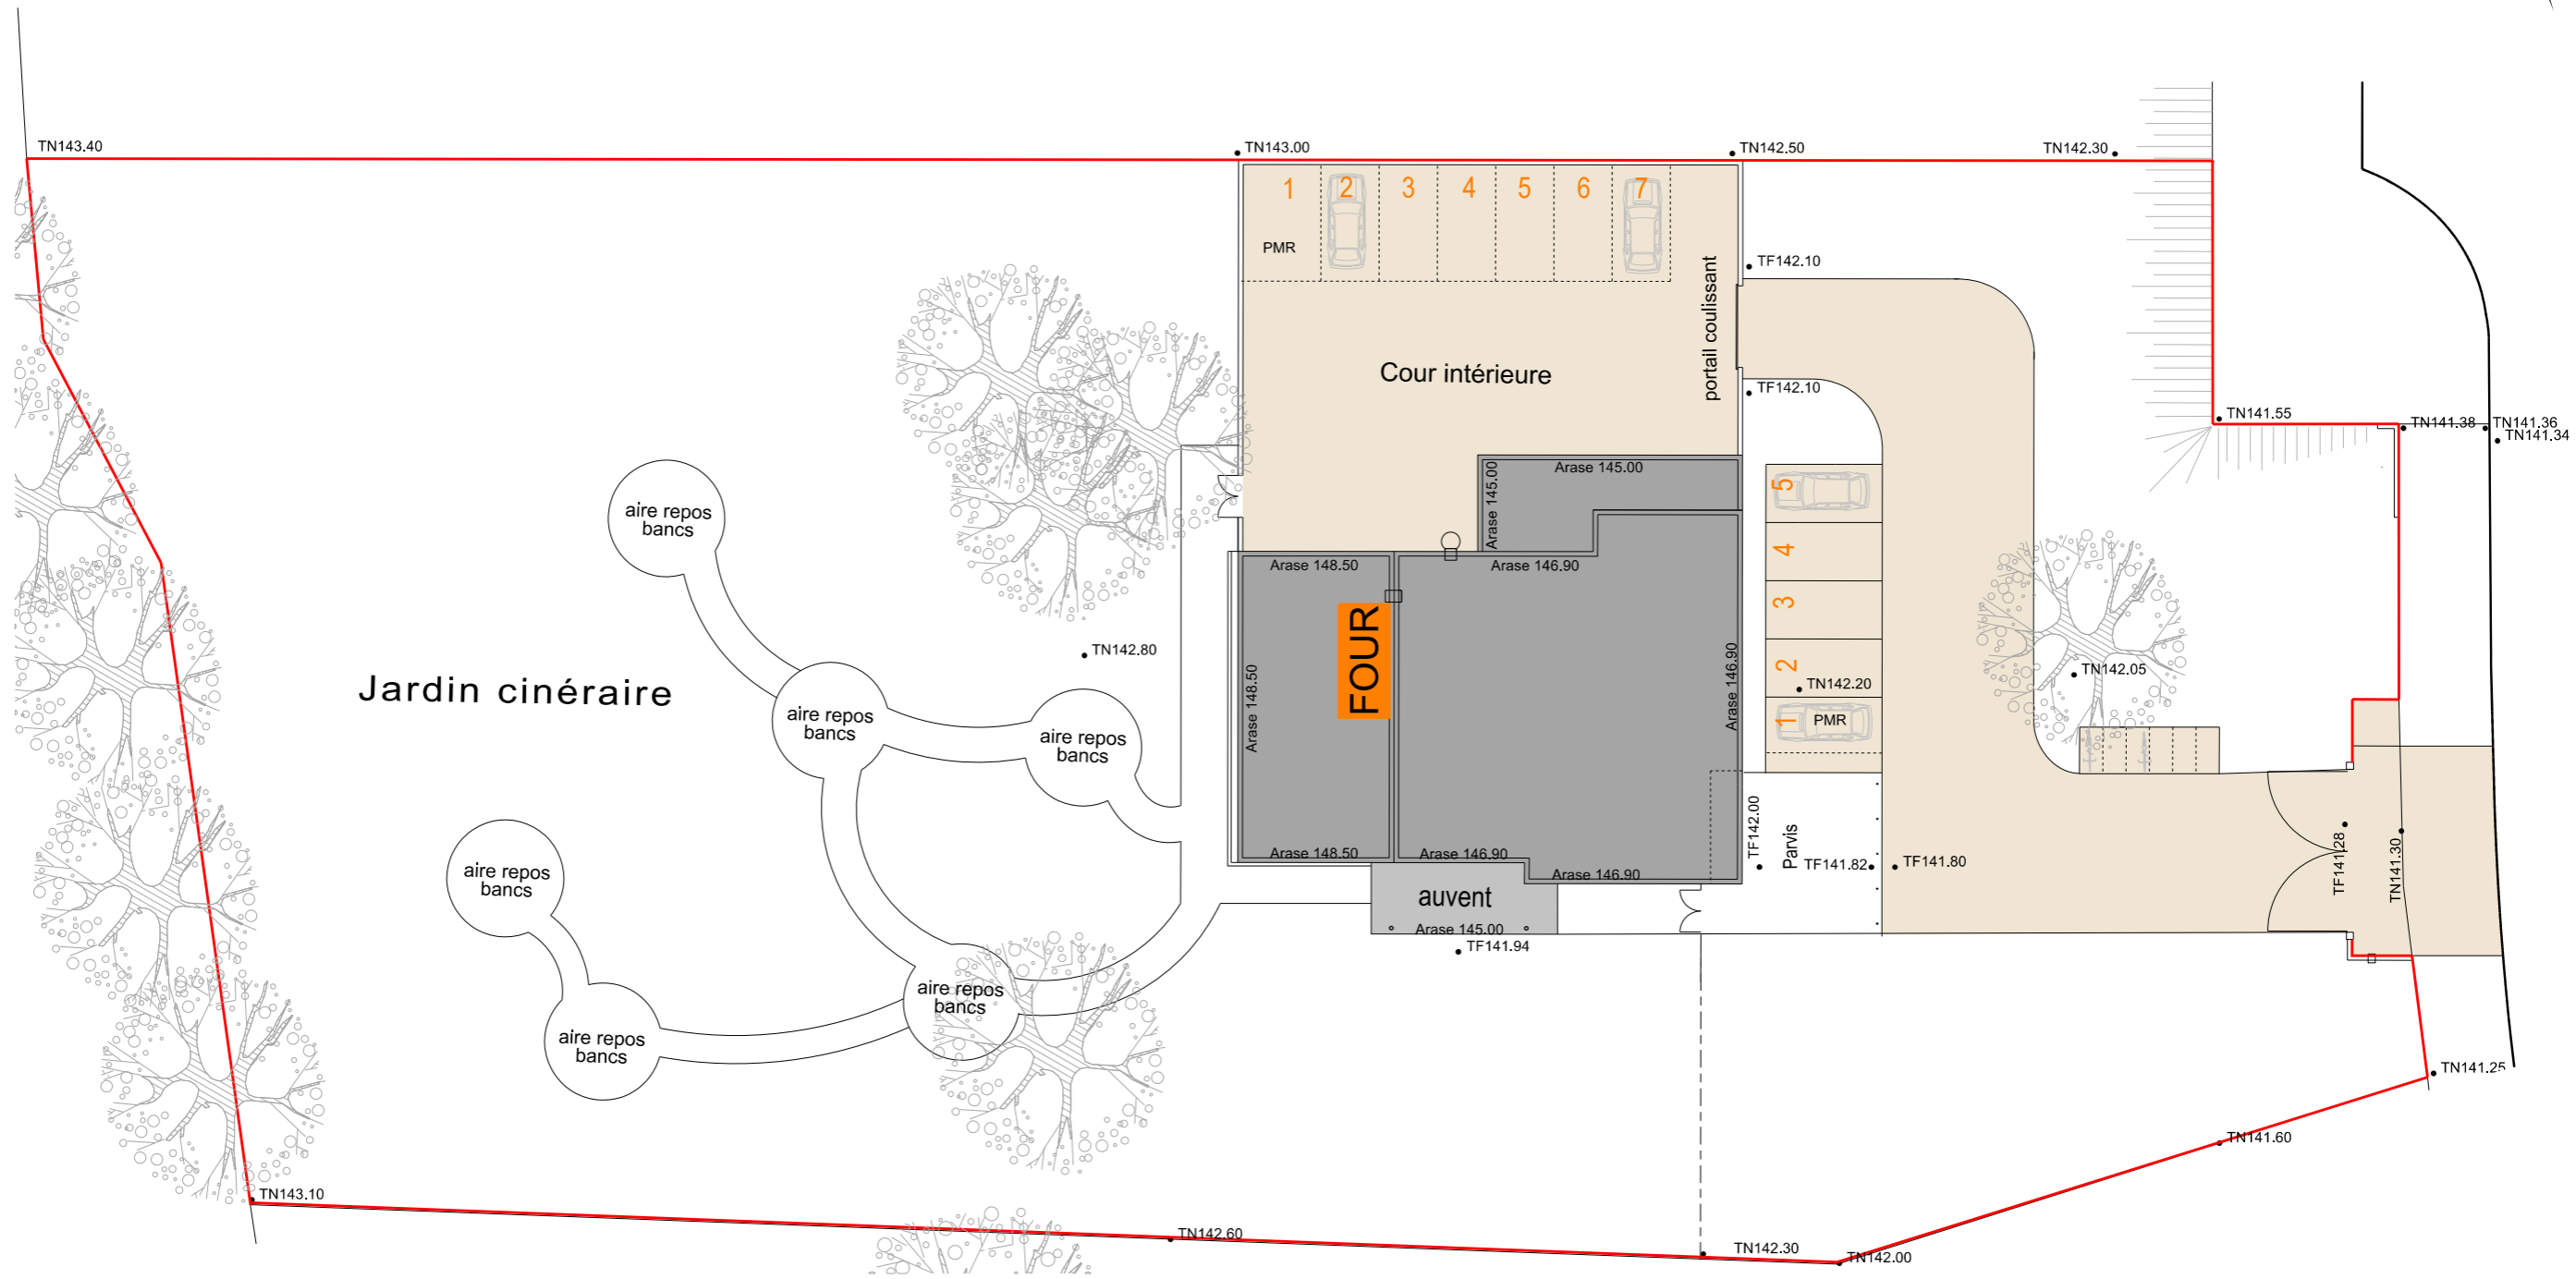 TN143.40
TN143.00
TN142.50
TN142.30
1
2
3
4
5
6
7
PMR
portail coulissant
TF142.10
Cour intérieure
TF142.10
TN141.55
TN141.38
TN141.36
TN141.34
Arase 145.00
Arase 145.00
5
4
3
2
1
TN142.20
PMR
aire repos
bancs
Arase 148.50
Arase 146.90
FOUR
TN142.80
Arase 148.50
Arase 146.90
TN142.05
Jardin cinéraire
aire repos
bancs
aire repos
bancs
Arase 148.50
Arase 146.90
Arase 146.90
TF142.00
Parvis
TF141.82
TF141.80
TF141.28
TN141.30
aire repos
bancs
auvent
Arase 145.00
TF141.94
aire repos
bancs
aire repos
bancs
TN141.25
TN141.60
TN143.10
TN142.60
TN142.30
TN142.00